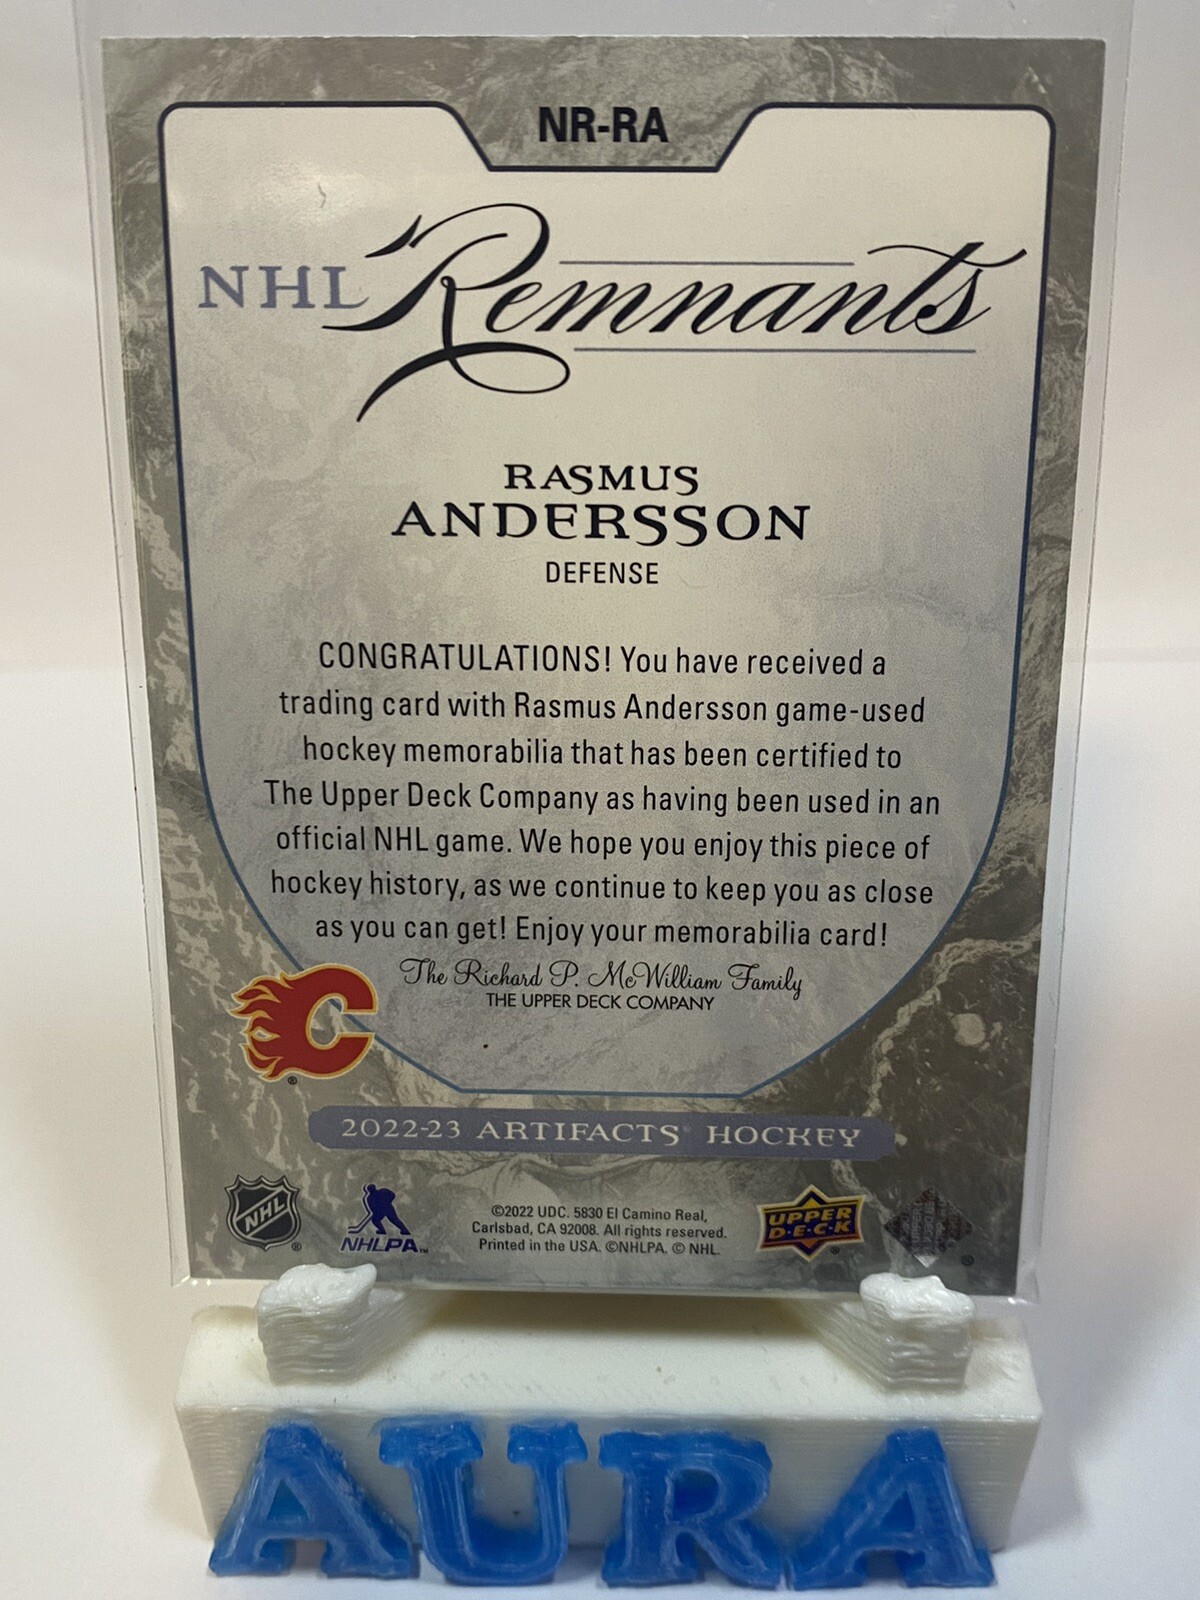 NR-RA
NHL Remnants
RASMUS
ANDERSSON
DEFENSE
CONGRATULATIONS! You have received a
trading card with Rasmus Andersson game-used
hockey memorabilia that has been certified to
The Upper Deck Company as having been used in an
official NHL game. We hope you enjoy this piece of
hockey history, as we continue to keep you as close
as you can get! Enjoy your memorabilia card!
The Richard P. McWilliam Family
THE UPPER DECK COMPANY
C
®
2022-23 ARTIFACTS® HOCKEY
NHL
®
NHLPA™
©2022 UDC. 5830 El Camino Real,
Carlsbad, CA 92008. All rights reserved.
Printed in the USA. ©NHLPA. © NHL.
UPPER
D·E·C·K
®
®
AURA